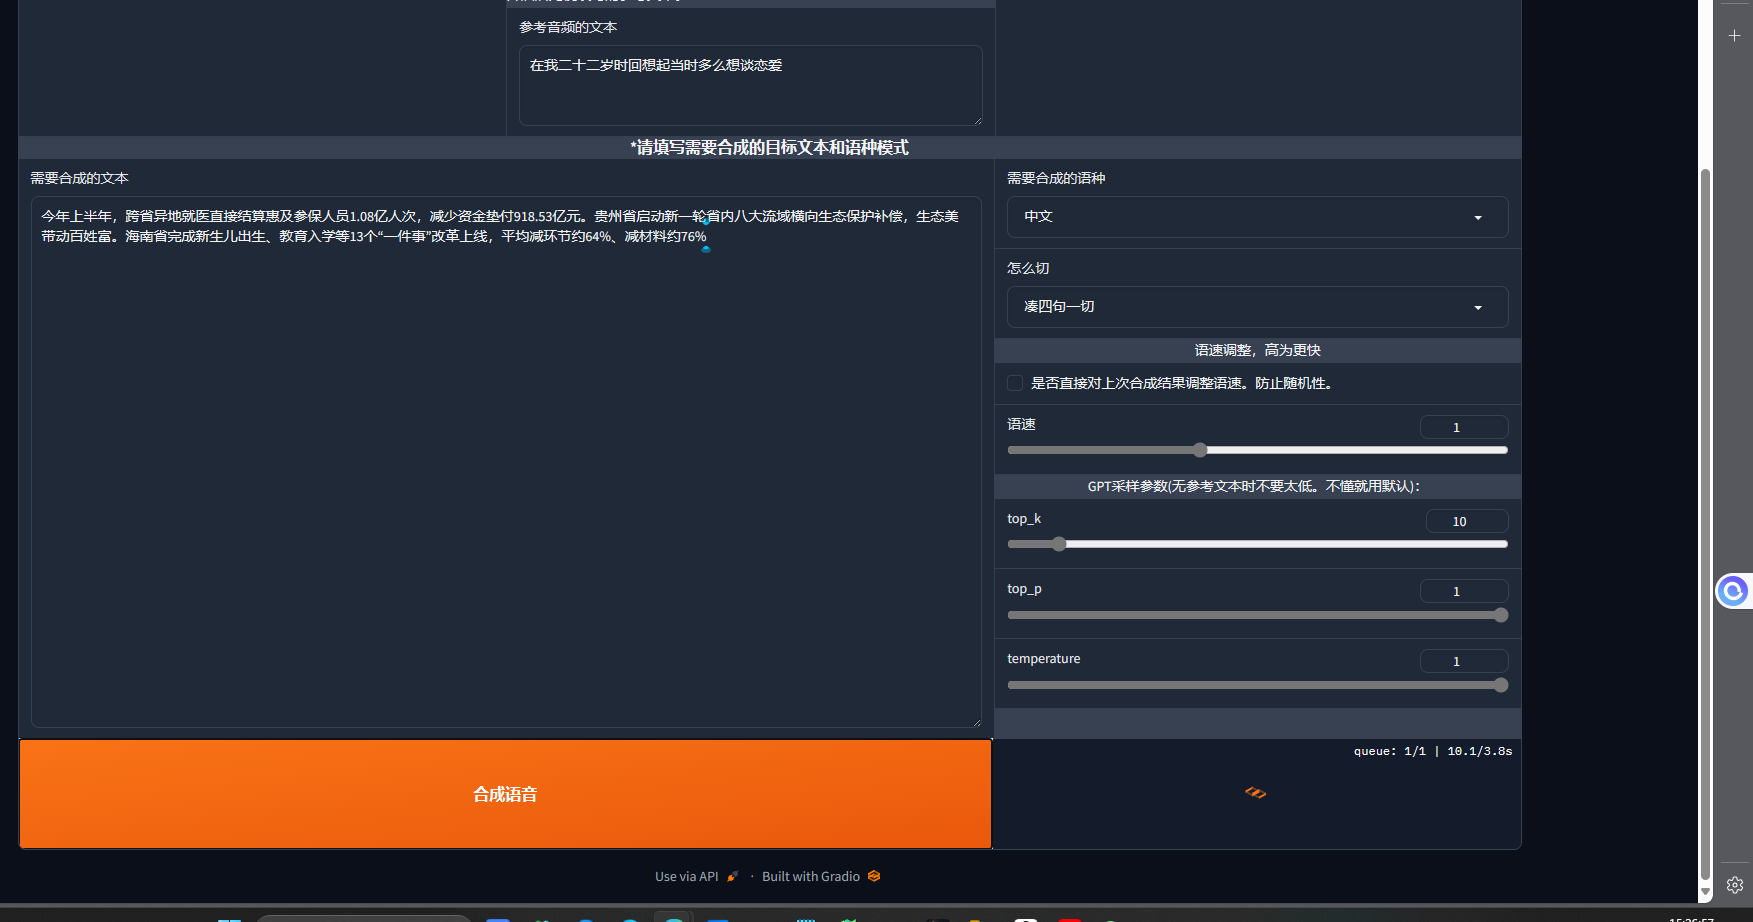 参考音频的文本
在我二十二岁时回想起当时多么想谈恋爱
*请填写需要合成的目标文本和语种模式
需要合成的文本
今年上半年，跨省异地就医直接结算惠及参保人员1.08亿人次，减少资金垫付918.53亿元。贵州省启动新一轮省内八大流域横向生态保护补偿，生态美
带动百姓富。海南省完成新生儿出生、教育入学等13个“一件事”改革上线，平均减环节约64%、减材料约76%
需要合成的语种
中文
怎么切
凑四句一切
语速调整，高为更快
是否直接对上次合成结果调整语速。防止随机性。
语速
1
GPT采样参数(无参考文本时不要太低。不懂就用默认)：
top_k
10
top_p
1
temperature
1
合成语音
queue: 1/1 | 10.1/3.8s
Use via API · Built with Gradio